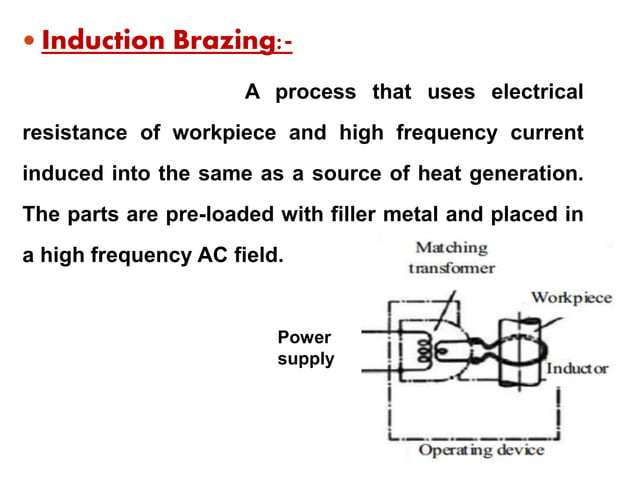 • Induction Brazing:-
A process that uses electrical
resistance of workpiece and high frequency current
induced into the same as a source of heat generation.
The parts are pre-loaded with filler metal and placed in
a high frequency AC field.
Matching
transformer
Workpiece
Power
supply
Inductor
Operating device